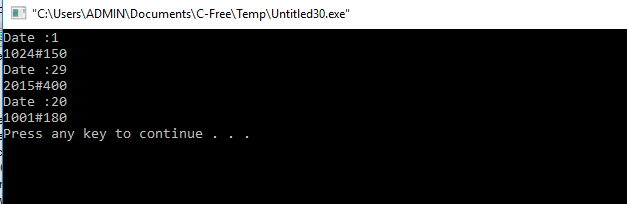 "C:\Users\ADMIN\Documents\C-Free\Temp\Untitled30.exe"
Date :1
1024#150
Date :29
2015#400
Date :20
1001#180
Press any key to continue . . .